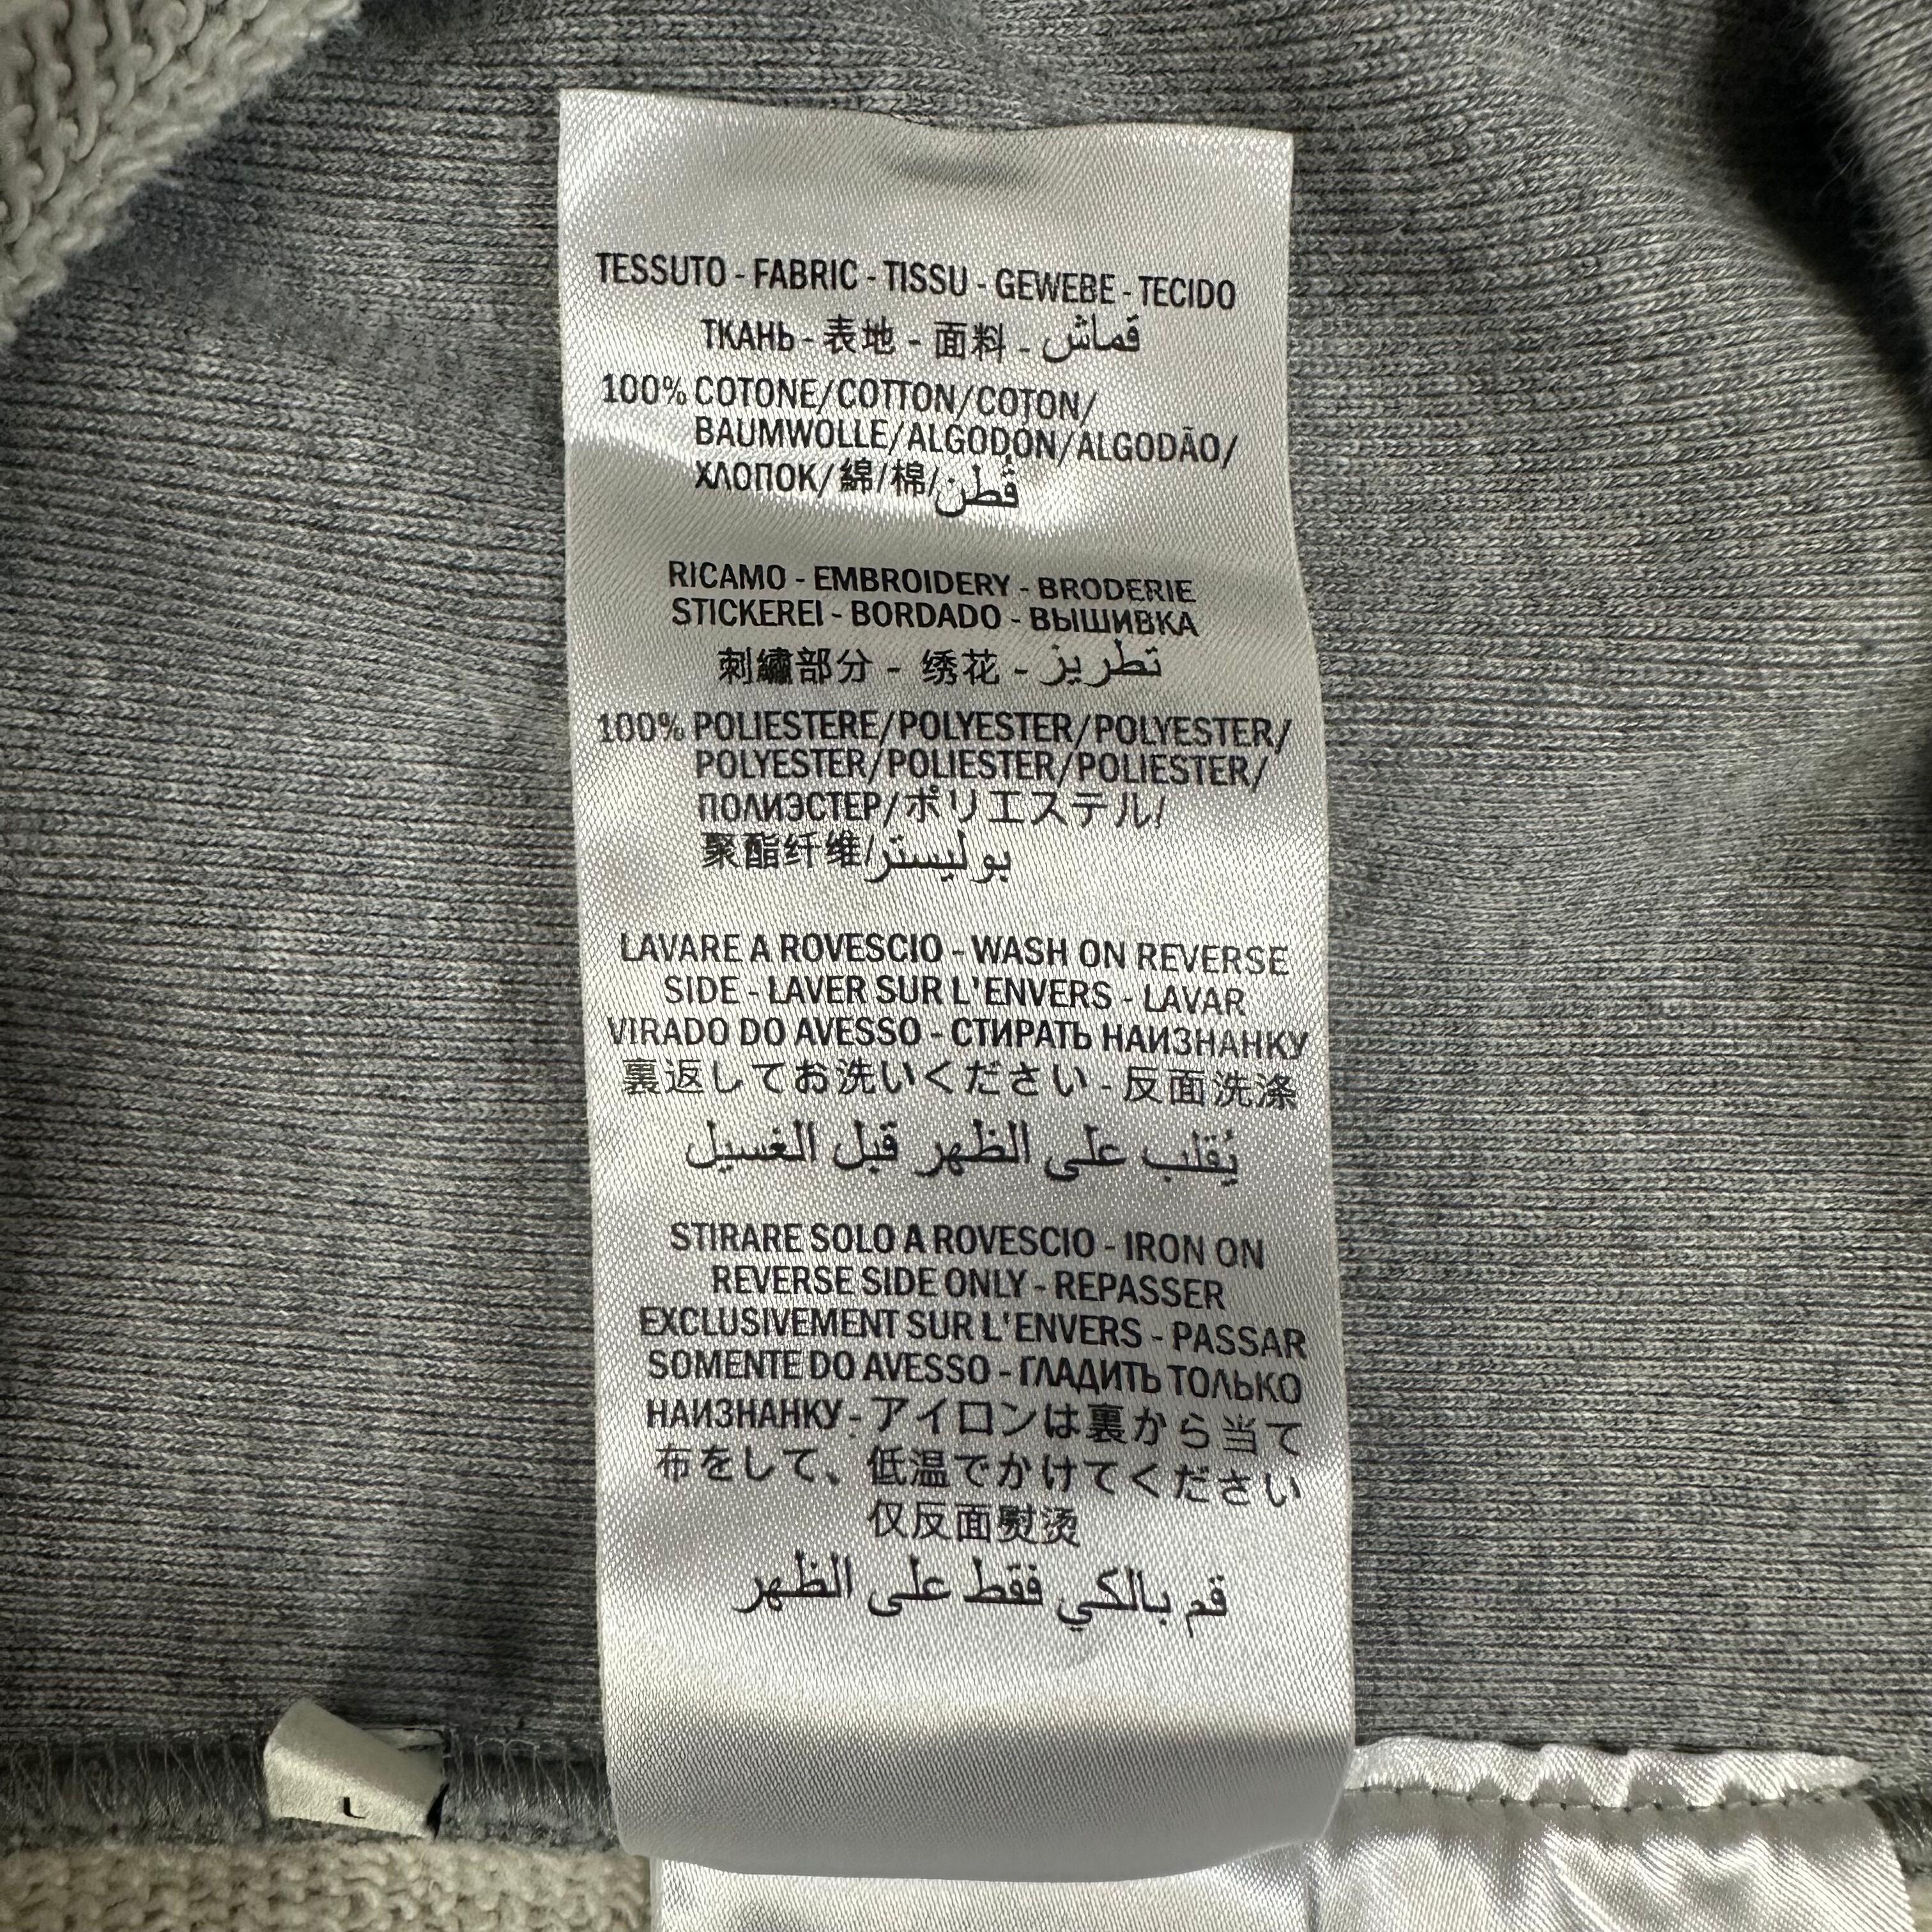 TESSUTO - FABRIC - TISSU - GEWEBE - TECIDO
ТКАНЬ - 表地 - 面料 - قماش
100% COTONE/COTTON/COTON/
BAUMWOLLE/ALGODON/ALGODÃO/
ХЛОПОК/綿/棉/قُطن
RICAMO - EMBROIDERY - BRODERIE
STICKEREI - BORDADO - ВЫШИВКА
刺繍部分 - 绣花 - تطريز
100% POLIESTERE/POLYESTER/POLYESTER/
POLYESTER/POLIESTER/POLIESTER/
ПОЛИЭСТЕР/ポリエステル/
聚酯纤维/بوليستر
LAVARE A ROVESCIO - WASH ON REVERSE
SIDE - LAVER SUR L'ENVERS - LAVAR
VIRADO DO AVESSO - СТИРАТЬ НАИЗНАНКУ
裏返してお洗いください - 反面洗涤
يُقلب على الظهر قبل الغسيل
STIRARE SOLO A ROVESCIO - IRON ON
REVERSE SIDE ONLY - REPASSER
EXCLUSIVEMENT SUR L'ENVERS - PASSAR
SOMENTE DO AVESSO - ГЛАДИТЬ ТОЛЬКО
НАИЗНАНКУ - アイロンは裏から当て
布をして、低温でかけてください
仅反面熨烫
قم بالكي فقط على الظهر
L